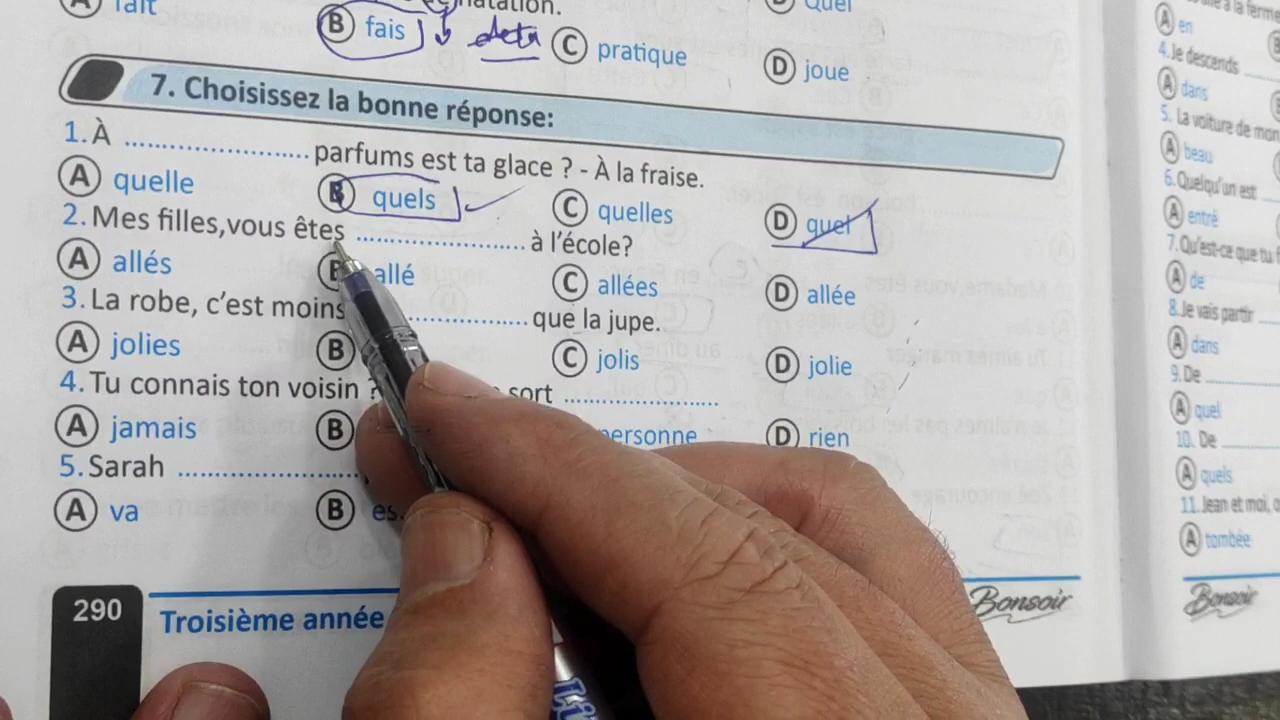 fait
natation.
B fais
C pratique
D joue
7. Choisissez la bonne réponse:
1. À ........................ parfums est ta glace ? - À la fraise.
A quelle B quels C quelles D quel
2. Mes filles,vous êtes ........................ à l'école?
A allés B allé C allées D allée
3. La robe, c'est moins ........................ que la jupe.
A jolies B C jolis D jolie
4. Tu connais ton voisin ? sort ......................
A jamais B personne D rien
5. Sarah ........................
A va B es
290 Troisième année
Bonsoir
A en
4. Je descends
A dans
5. La voiture de mon
A beau
6. Quelqu'un est
A entré
7. Qu'est-ce que tu
A de
8. Je vais partir
A dans
9. De
A quel
10. De
A quels
11. Jean et moi,
A tombée
Bonsoir